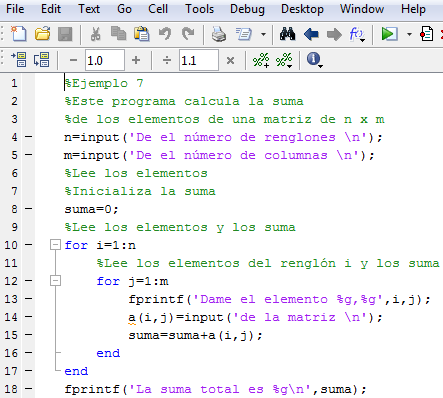 File Edit Text Go Cell Tools Debug Desktop Window Help
1.0 1.1
1 %Ejemplo 7
2 %Este programa calcula la suma
3 %de los elementos de una matriz de n x m
4 n=input('De el número de renglones \n');
5 m=input('De el número de columnas \n');
6 %Lee los elementos
7 %Inicializa la suma
8 suma=0;
9 %Lee los elementos y los suma
10 for i=1:n
11 %Lee los elementos del renglón i y los suma
12 for j=1:m
13 fprintf('Dame el elemento %g,%g',i,j);
14 a(i,j)=input('de la matriz \n');
15 suma=suma+a(i,j);
16 end
17 end
18 fprintf('La suma total es %g\n',suma);